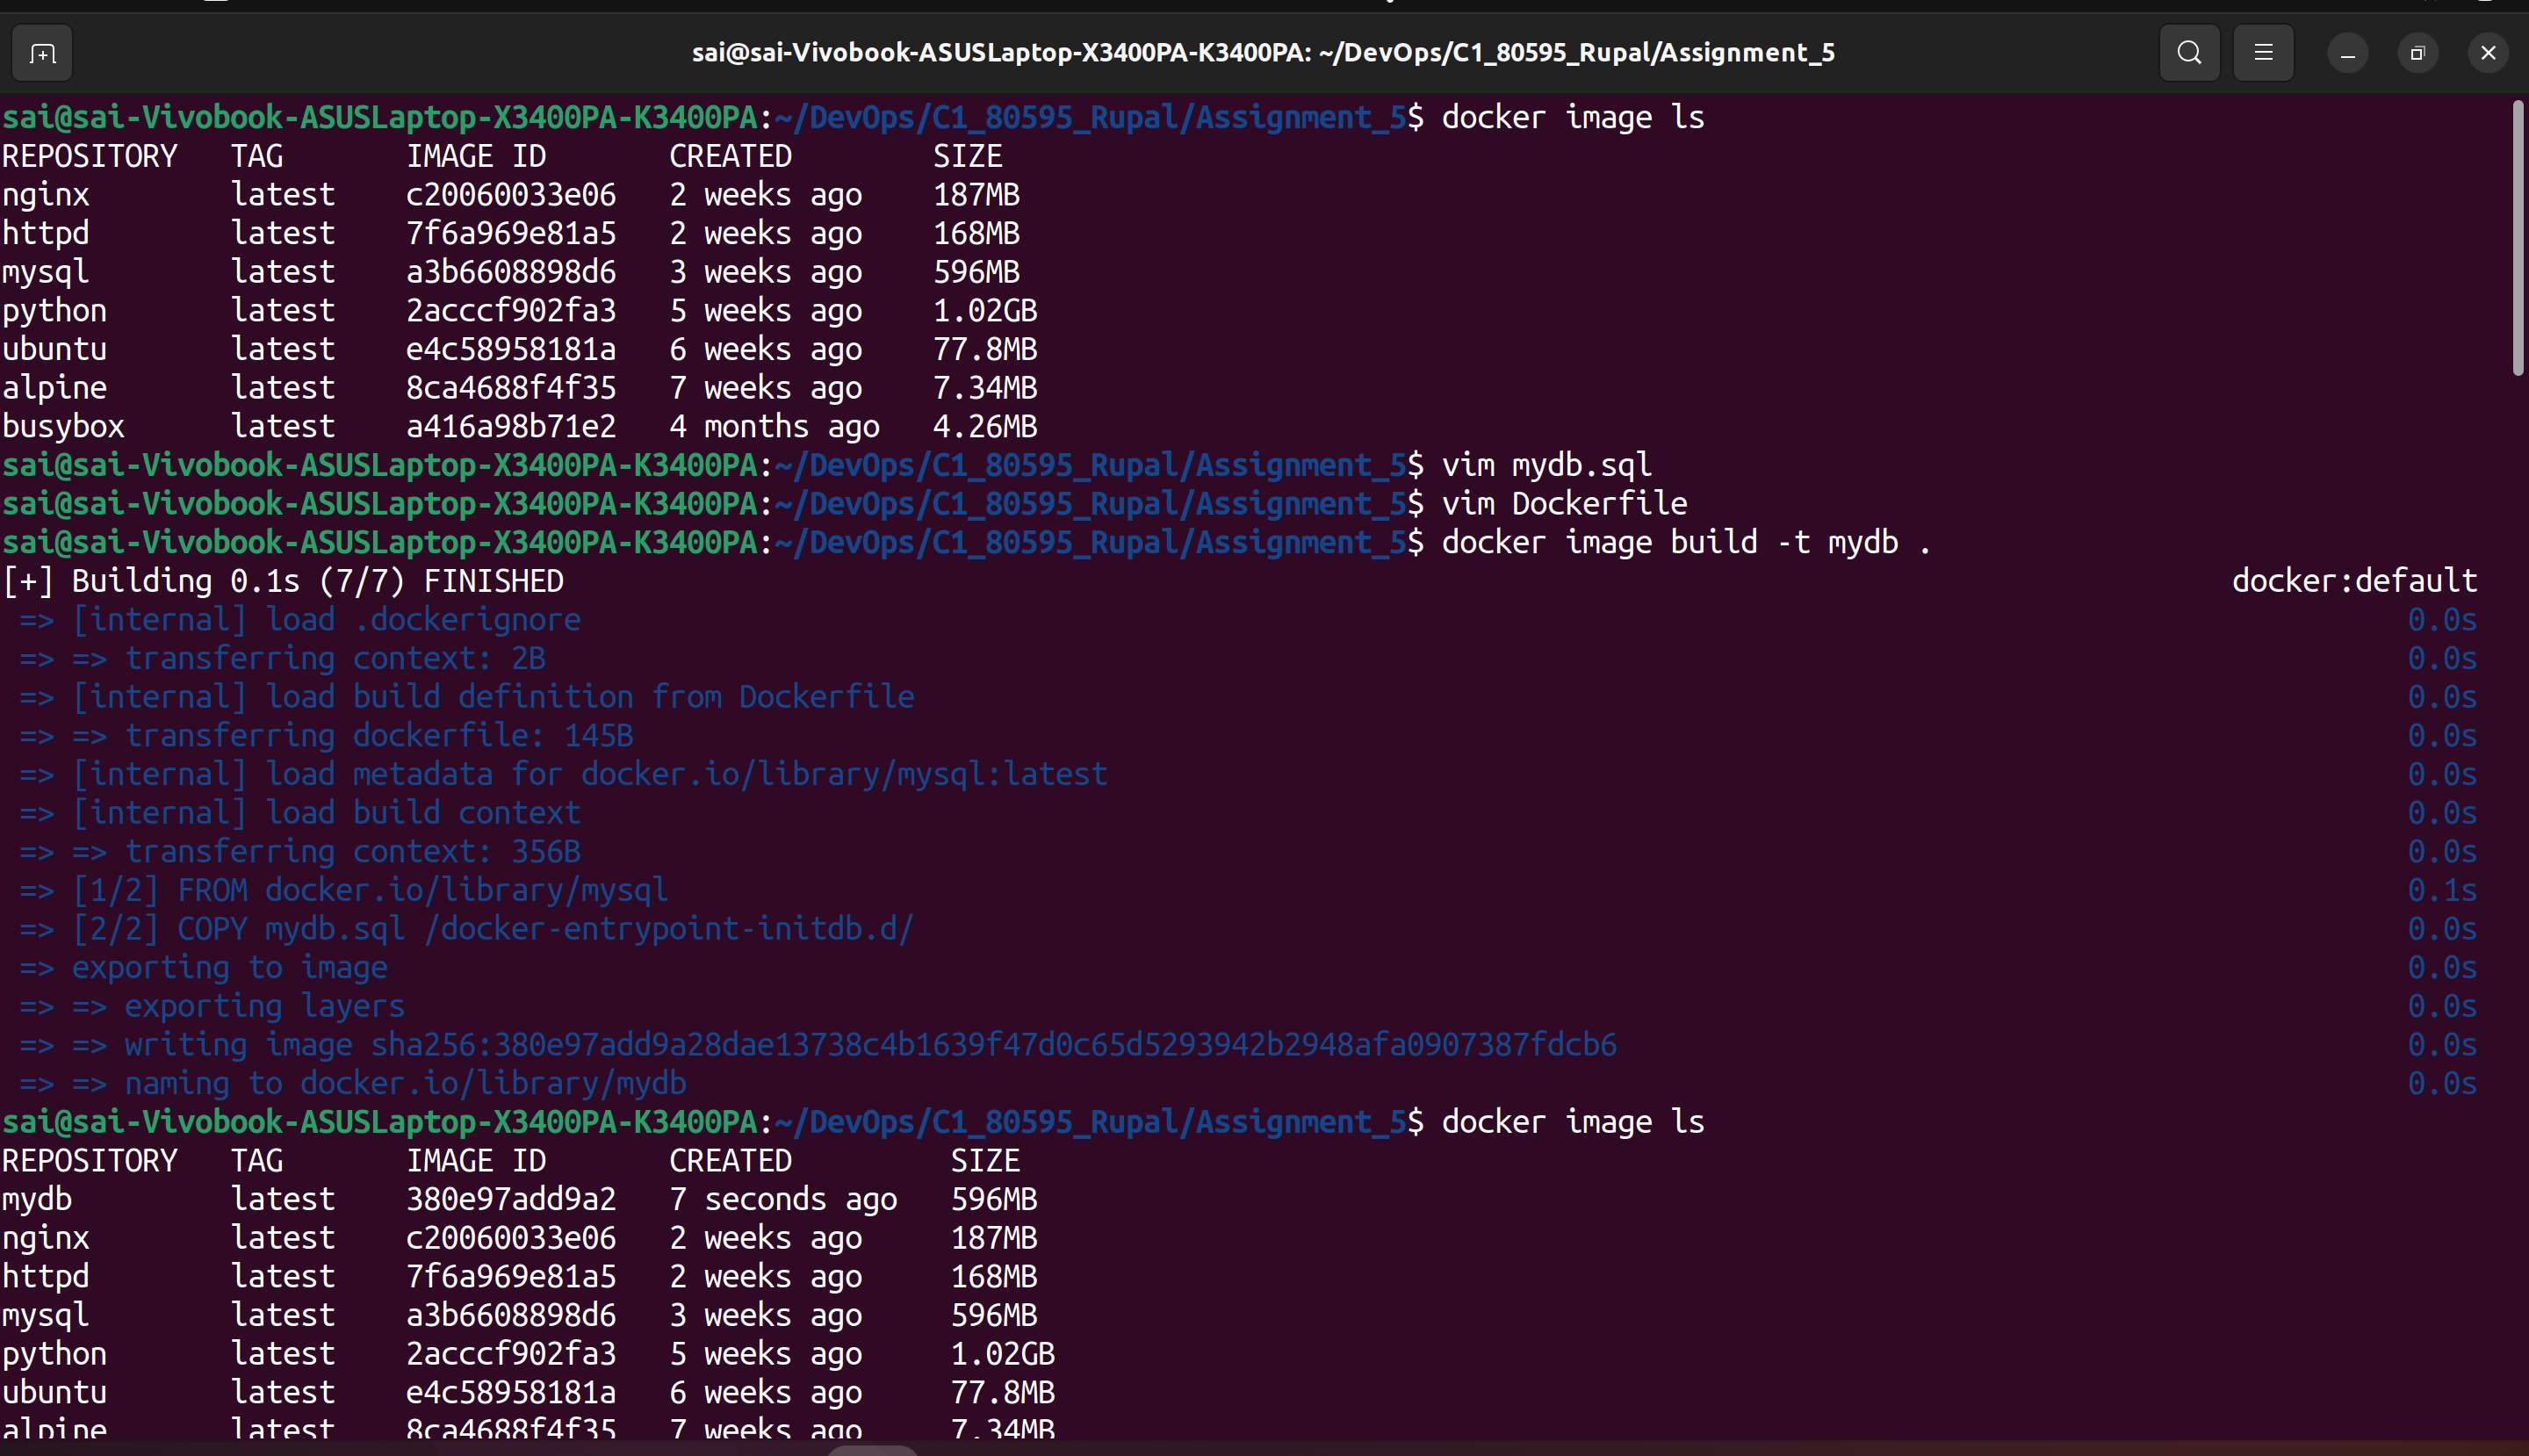 sai@sai-Vivobook-ASUSLaptop-X3400PA-K3400PA: ~/DevOps/C1_80595_Rupal/Assignment_5
sai@sai-Vivobook-ASUSLaptop-X3400PA-K3400PA:~/DevOps/C1_80595_Rupal/Assignment_5$ docker image ls
REPOSITORY   TAG       IMAGE ID       CREATED        SIZE
nginx        latest    c20060033e06   2 weeks ago    187MB
httpd        latest    7f6a969e81a5   2 weeks ago    168MB
mysql        latest    a3b6608898d6   3 weeks ago    596MB
python       latest    2acccf902fa3   5 weeks ago    1.02GB
ubuntu       latest    e4c58958181a   6 weeks ago    77.8MB
alpine       latest    8ca4688f4f35   7 weeks ago    7.34MB
busybox      latest    a416a98b71e2   4 months ago   4.26MB
sai@sai-Vivobook-ASUSLaptop-X3400PA-K3400PA:~/DevOps/C1_80595_Rupal/Assignment_5$ vim mydb.sql
sai@sai-Vivobook-ASUSLaptop-X3400PA-K3400PA:~/DevOps/C1_80595_Rupal/Assignment_5$ vim Dockerfile
sai@sai-Vivobook-ASUSLaptop-X3400PA-K3400PA:~/DevOps/C1_80595_Rupal/Assignment_5$ docker image build -t mydb .
[+] Building 0.1s (7/7) FINISHED docker:default
=> [internal] load .dockerignore 0.0s
=> => transferring context: 2B 0.0s
=> [internal] load build definition from Dockerfile 0.0s
=> => transferring dockerfile: 145B 0.0s
=> [internal] load metadata for docker.io/library/mysql:latest 0.0s
=> [internal] load build context 0.0s
=> => transferring context: 356B 0.0s
=> [1/2] FROM docker.io/library/mysql 0.1s
=> [2/2] COPY mydb.sql /docker-entrypoint-initdb.d/ 0.0s
=> exporting to image 0.0s
=> => exporting layers 0.0s
=> => writing image sha256:380e97add9a28dae13738c4b1639f47d0c65d5293942b2948afa0907387fdcb6 0.0s
=> => naming to docker.io/library/mydb 0.0s
sai@sai-Vivobook-ASUSLaptop-X3400PA-K3400PA:~/DevOps/C1_80595_Rupal/Assignment_5$ docker image ls
REPOSITORY   TAG       IMAGE ID       CREATED         SIZE
mydb         latest    380e97add9a2   7 seconds ago   596MB
nginx        latest    c20060033e06   2 weeks ago     187MB
httpd        latest    7f6a969e81a5   2 weeks ago     168MB
mysql        latest    a3b6608898d6   3 weeks ago     596MB
python       latest    2acccf902fa3   5 weeks ago     1.02GB
ubuntu       latest    e4c58958181a   6 weeks ago     77.8MB
alpine       latest    8ca4688f4f35   7 weeks ago     7.34MB